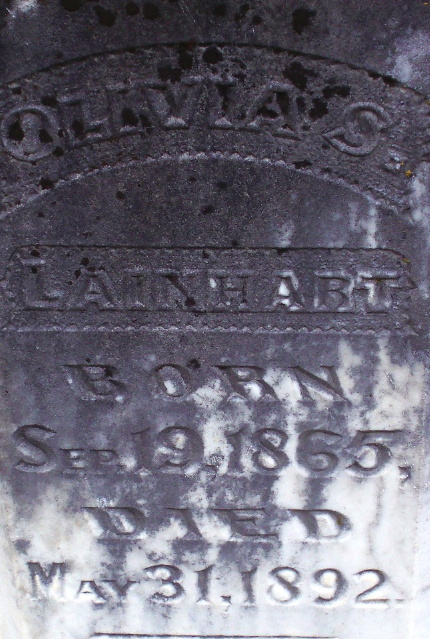 OLIVIA S.
LAINHART
BORN
SEP. 19, 1865,
DIED
MAY 31, 1892.